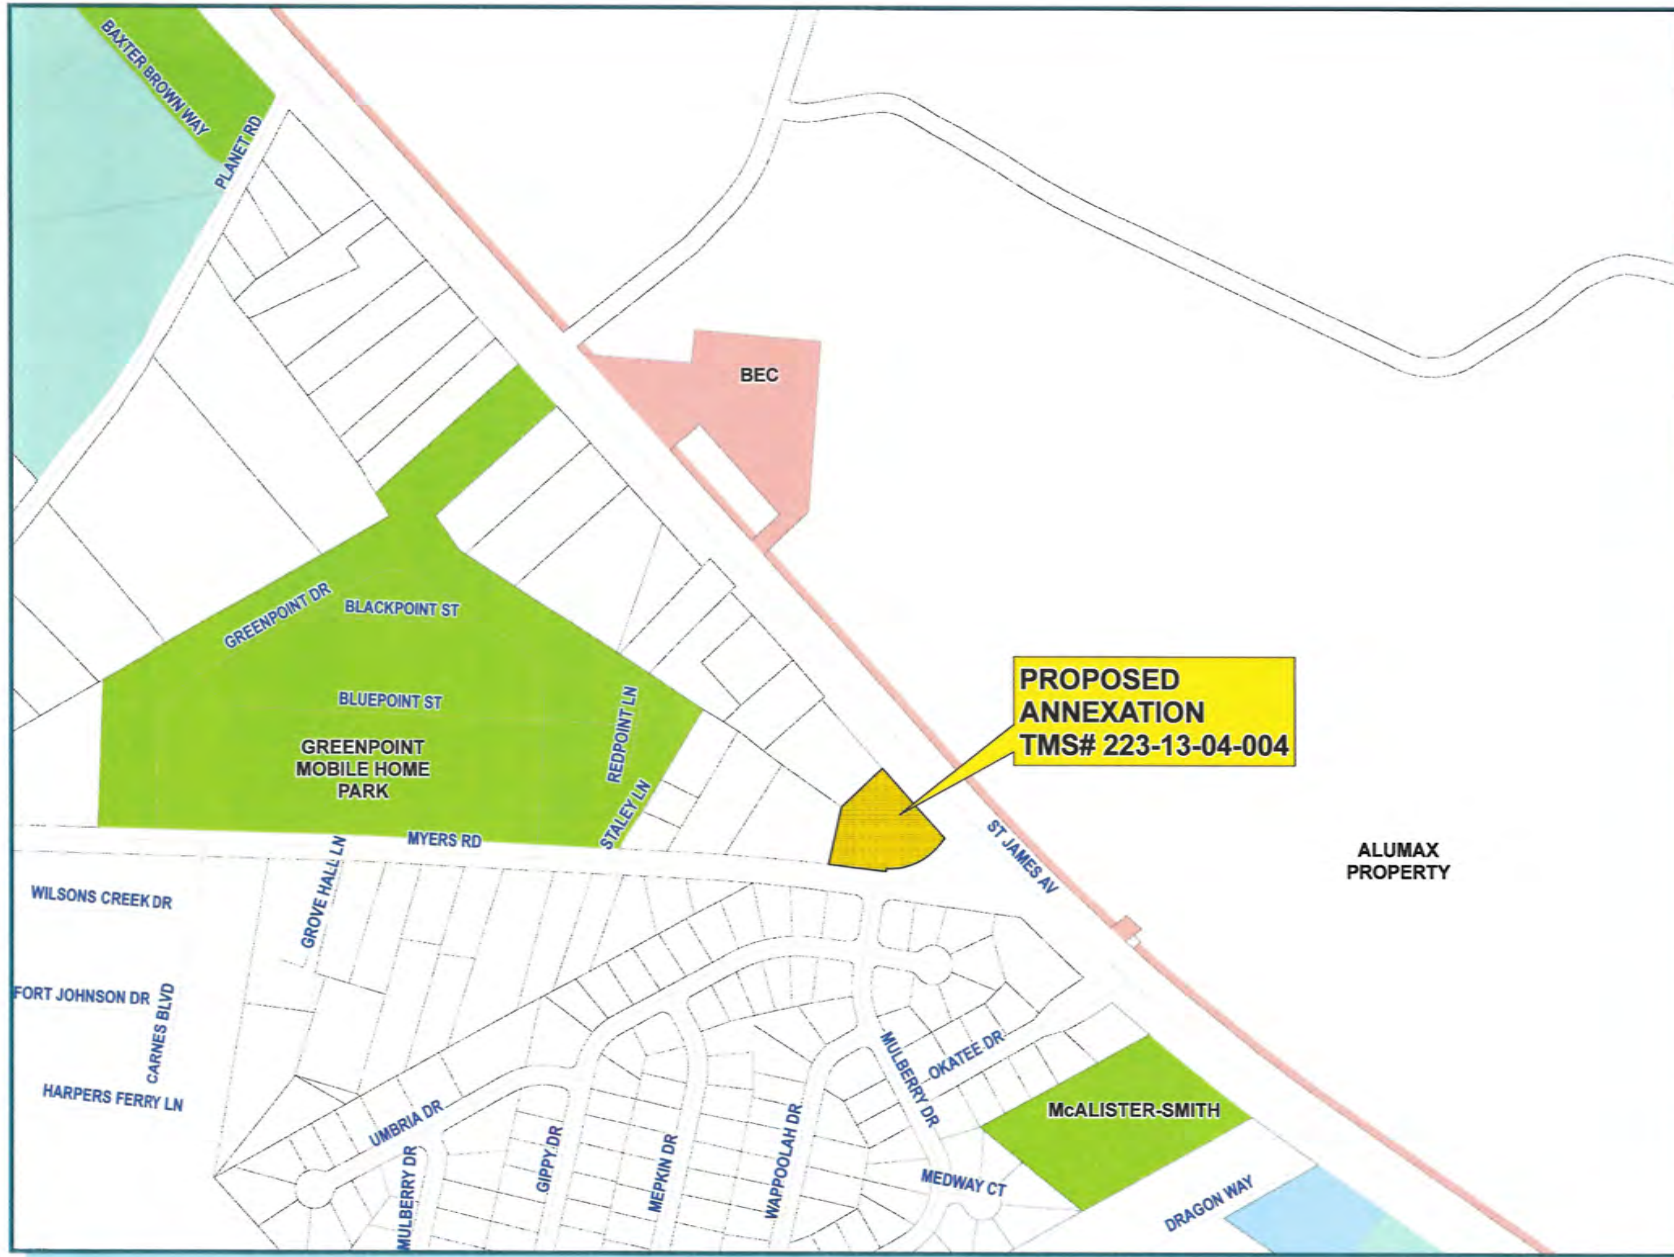 BAXTER BROWN WAY
PLANET RD
BEC
GREENPOINT DR
BLACKPOINT ST
BLUEPOINT ST
REDPOINT LN
GREENPOINT
MOBILE HOME
PARK
STALEY LN
MYERS RD
PROPOSED
ANNEXATION
TMS# 223-13-04-004
ST JAMES AV
ALUMAX
PROPERTY
WILSONS CREEK DR
GROVE HALL LN
FORT JOHNSON DR
CARNES BLVD
HARPERS FERRY LN
UMBRIA DR
MULBERRY DR
GIPPY DR
MEPKIN DR
WAPPOOLAH DR
MULBERRY DR
OKATEE DR
McALISTER-SMITH
MEDWAY CT
DRAGON WAY